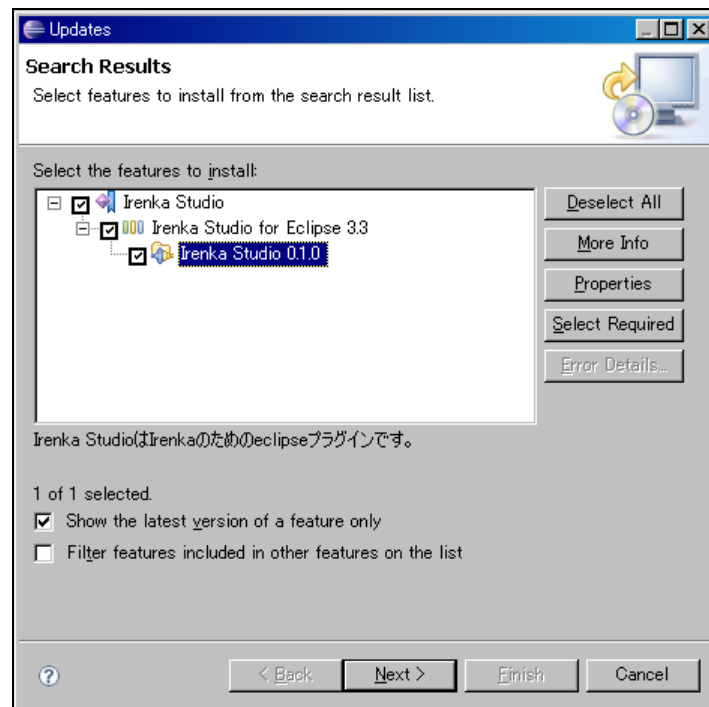 Updates
Search Results
Select features to install from the search result list.
Select the features to install:
Irenka Studio
Irenka Studio for Eclipse 3.3
Irenka Studio 0.1.0
Deselect All
More Info
Properties
Select Required
Error Details...
Irenka StudioはIrenkaのためのeclipseプラグインです。
1 of 1 selected.
Show the latest version of a feature only
Filter features included in other features on the list
?
< Back
Next >
Finish
Cancel